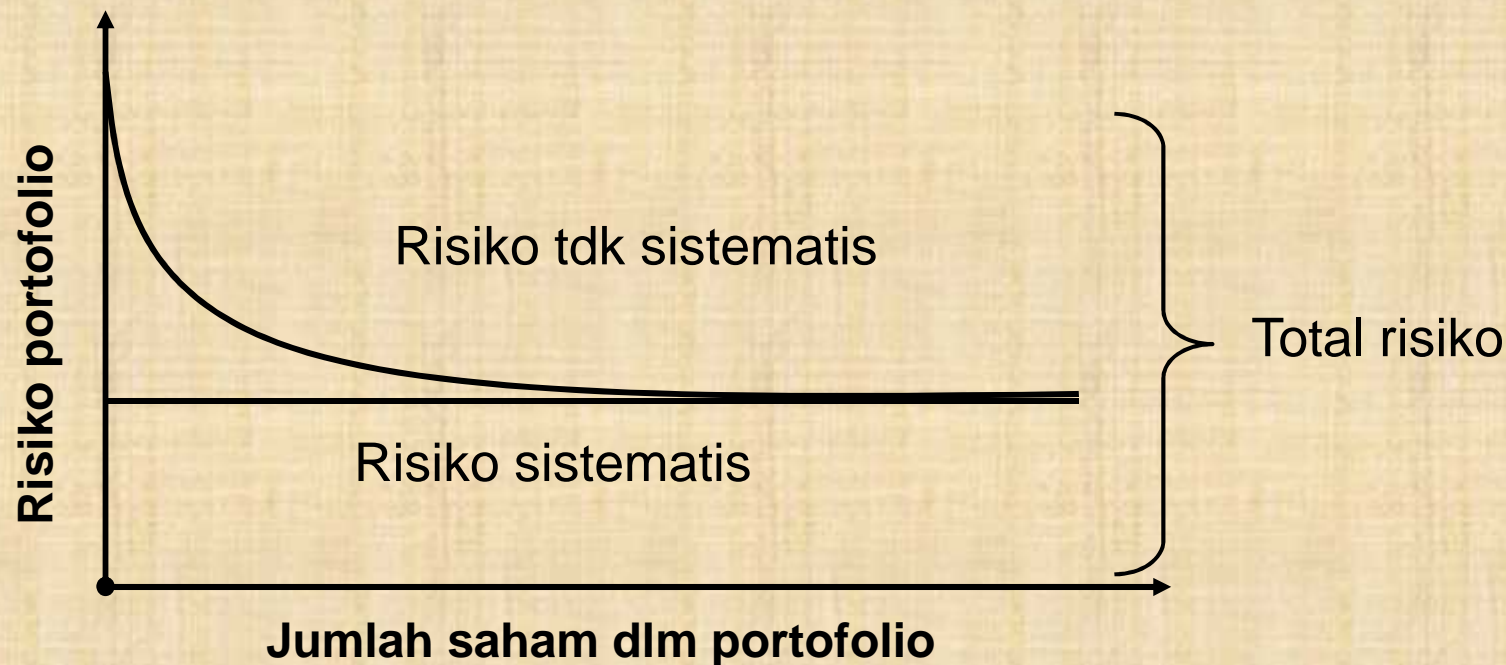 Risiko portofolio
Risiko tdk sistematis
Total risiko
Risiko sistematis
Jumlah saham dlm portofolio